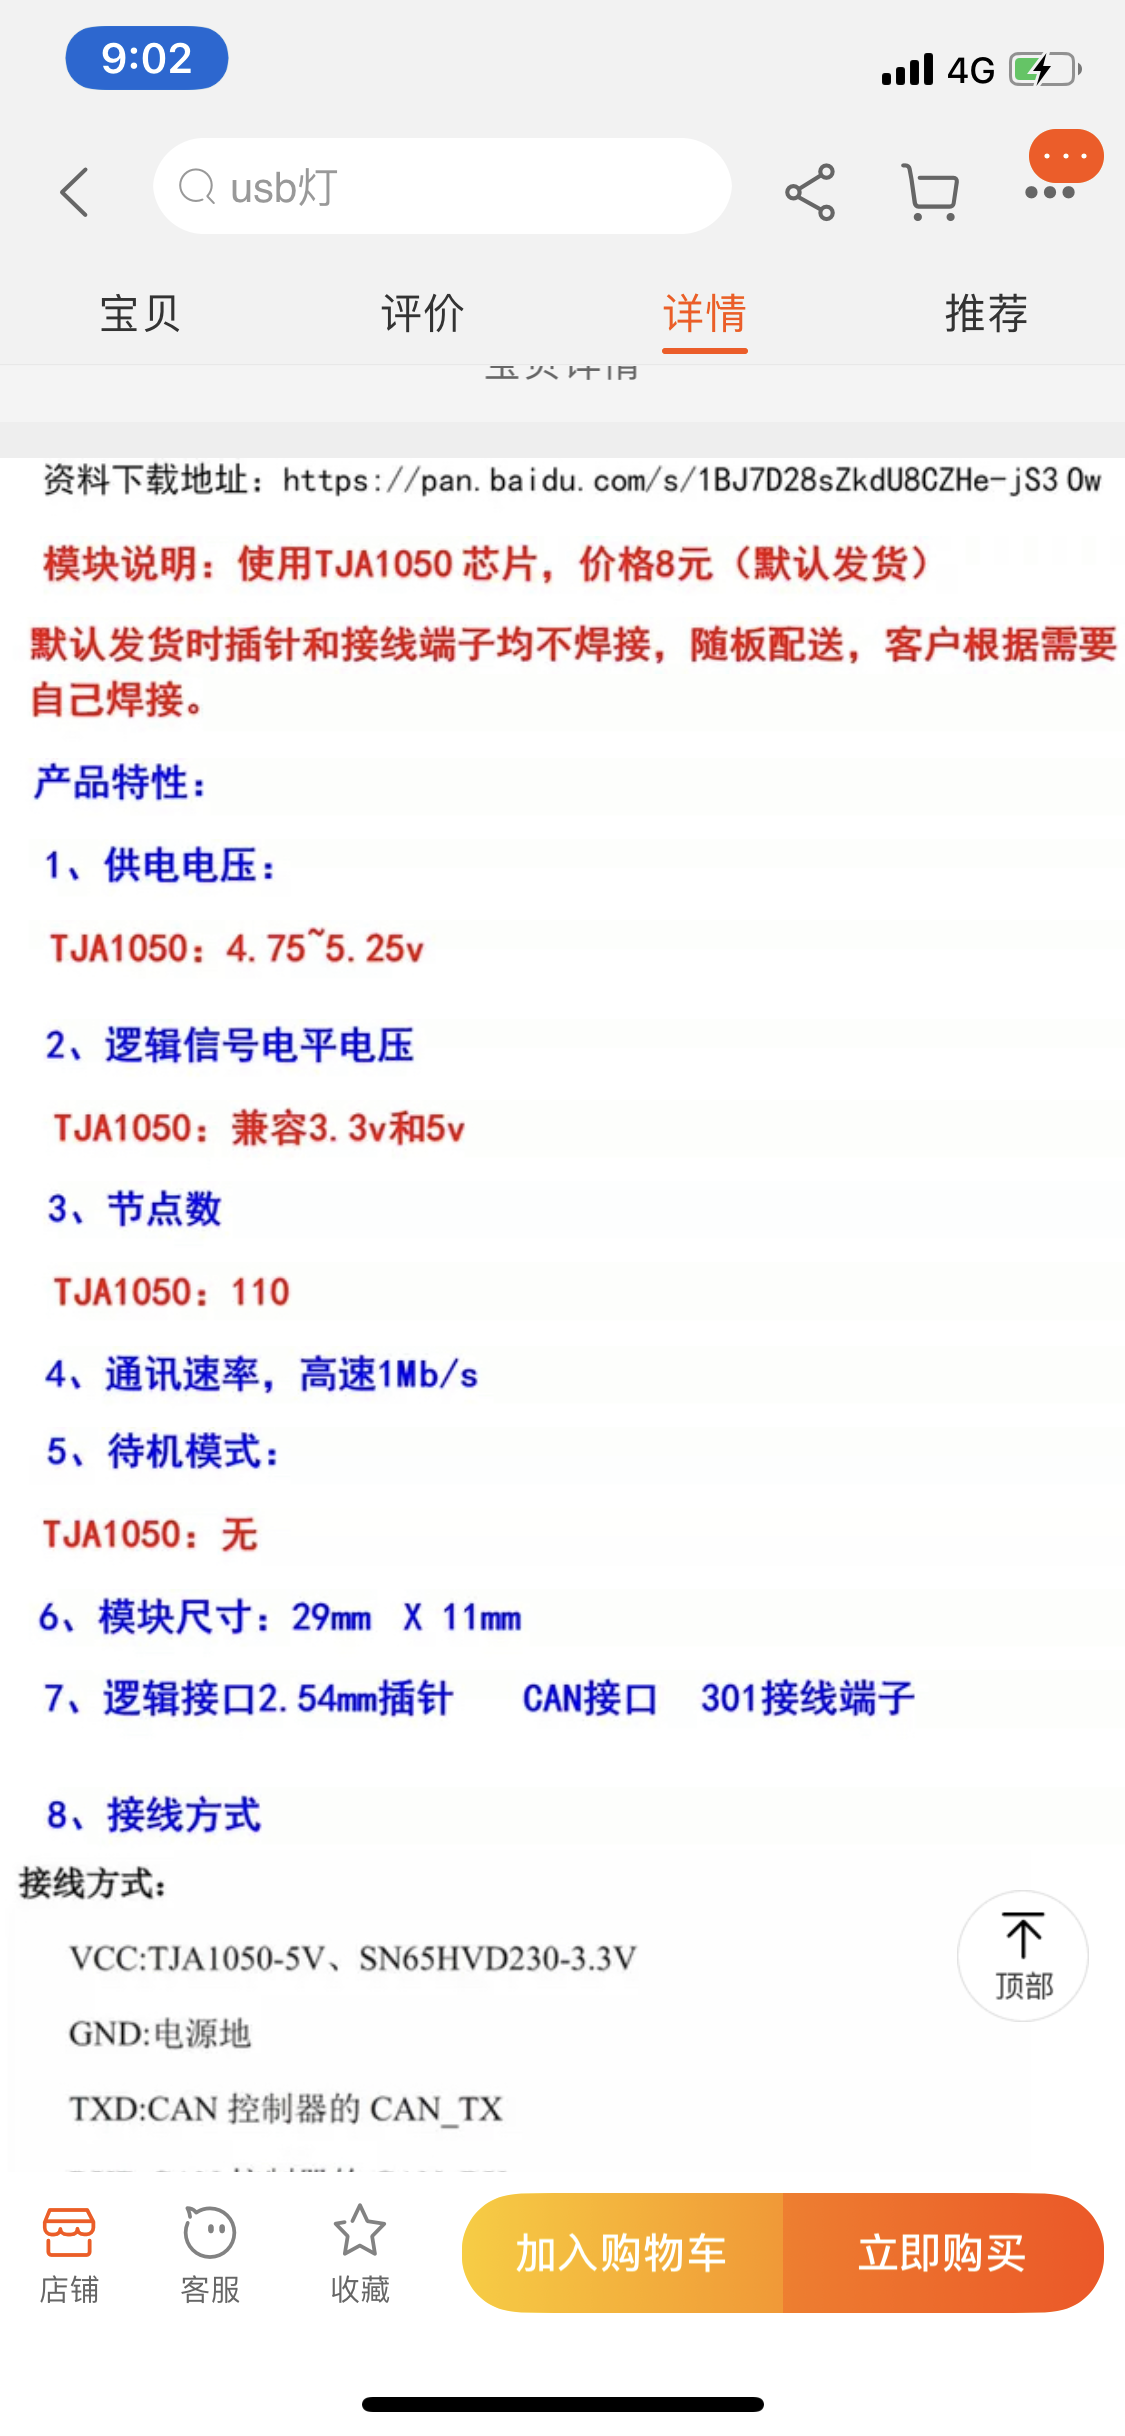 9:02
4G
usb灯
宝贝 评价 详情 推荐
宝贝详情
资料下载地址：https://pan.baidu.com/s/1BJ7D28sZkdU8CZHe-jS30w
模块说明：使用TJA1050 芯片，价格8元（默认发货）
默认发货时插针和接线端子均不焊接，随板配送，客户根据需要
自己焊接。
产品特性：
1、供电电压：
TJA1050：4.75~5.25v
2、逻辑信号电平电压
TJA1050：兼容3.3v和5v
3、节点数
TJA1050：110
4、通讯速率，高速1Mb/s
5、待机模式：
TJA1050：无
6、模块尺寸：29mm X 11mm
7、逻辑接口2.54mm插针 CAN接口 301接线端子
8、接线方式
接线方式：
VCC:TJA1050-5V、SN65HVD230-3.3V
GND:电源地
TXD:CAN 控制器的 CAN_TX
顶部
店铺 客服 收藏 加入购物车 立即购买